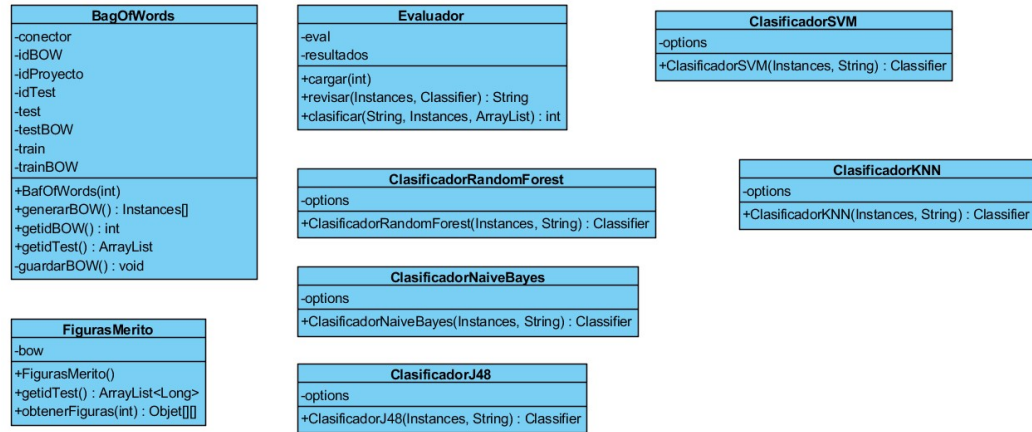 BagOfWords
-conector
-idBOW
-idProyecto
-idTest
-test
-testBOW
-train
-trainBOW
+BafOfWords(int)
+generarBOW() : Instances[]
+getidBOW() : int
+getidTest() : ArrayList
-guardarBOW() : void
FigurasMerito
-bow
+FigurasMerito()
+getidTest() : ArrayList<Long>
+obtenerFiguras(int) : Objet[][]
Evaluador
-eval
-resultados
+cargar(int)
+revisar(Instances, Classifier) : String
+clasificar(String, Instances, ArrayList) : int
ClasificadorRandomForest
-options
+ClasificadorRandomForest(Instances, String) : Classifier
ClasificadorNaiveBayes
-options
+ClasificadorNaiveBayes(Instances, String) : Classifier
ClasificadorJ48
-options
+ClasificadorJ48(Instances, String) : Classifier
ClasificadorSVM
-options
+ClasificadorSVM(Instances, String) : Classifier
ClasificadorKNN
-options
+ClasificadorKNN(Instances, String) : Classifier